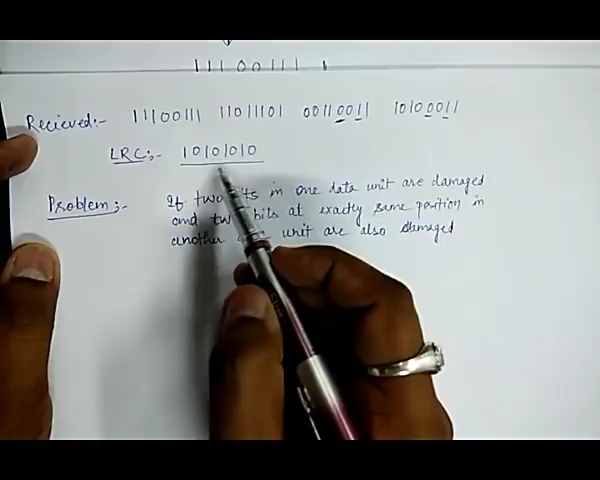 11100111
Recieved:- 11100111 11011101 00110011 10100011
LRC:- 10101010
Problem:- If two bits in one data unit are damaged
and two bits at exactly same position in
another unit are also damaged